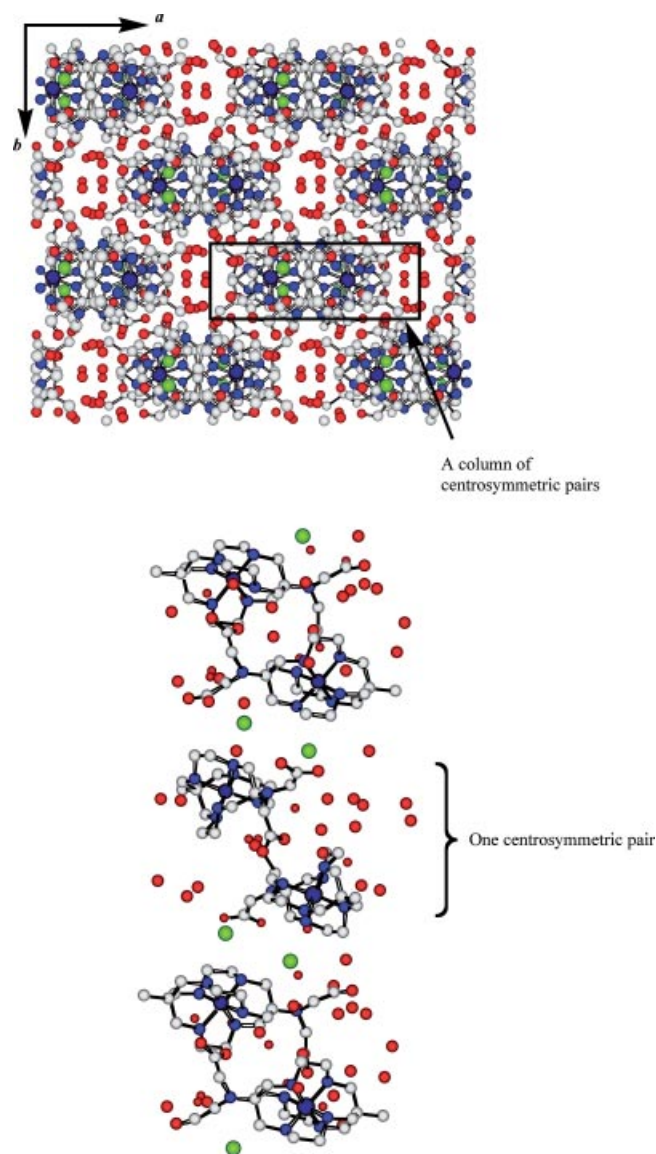 a
b
A column of
centrosymmetric pairs
One centrosymmetric pair